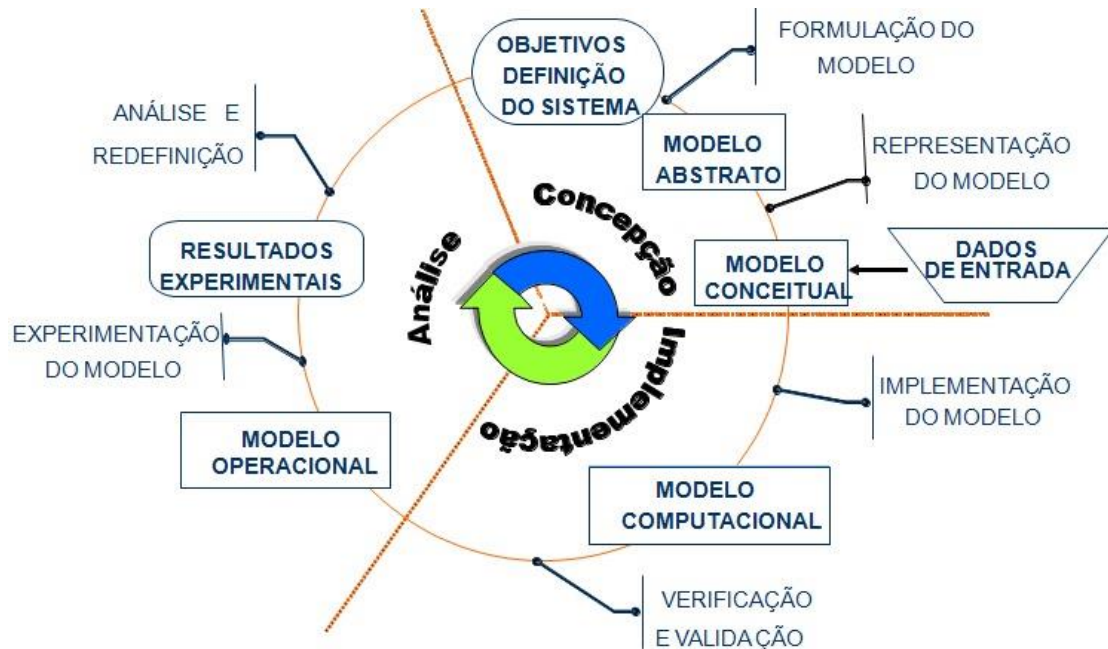 OBJETIVOS
DEFINIÇÃO
DO SISTEMA
FORMULAÇÃO DO
MODELO
MODELO
ABSTRATO
REPRESENTAÇÃO
DO MODELO
MODELO
CONCEITUAL
DADOS
DE ENTRADA
IMPLEMENTAÇÃO
DO MODELO
MODELO
COMPUTACIONAL
VERIFICAÇÃO
E VALIDAÇÃO
MODELO
OPERACIONAL
EXPERIMENTAÇÃO
DO MODELO
RESULTADOS
EXPERIMENTAIS
ANÁLISE E
REDEFINIÇÃO
Concepção
Implementação
Análise